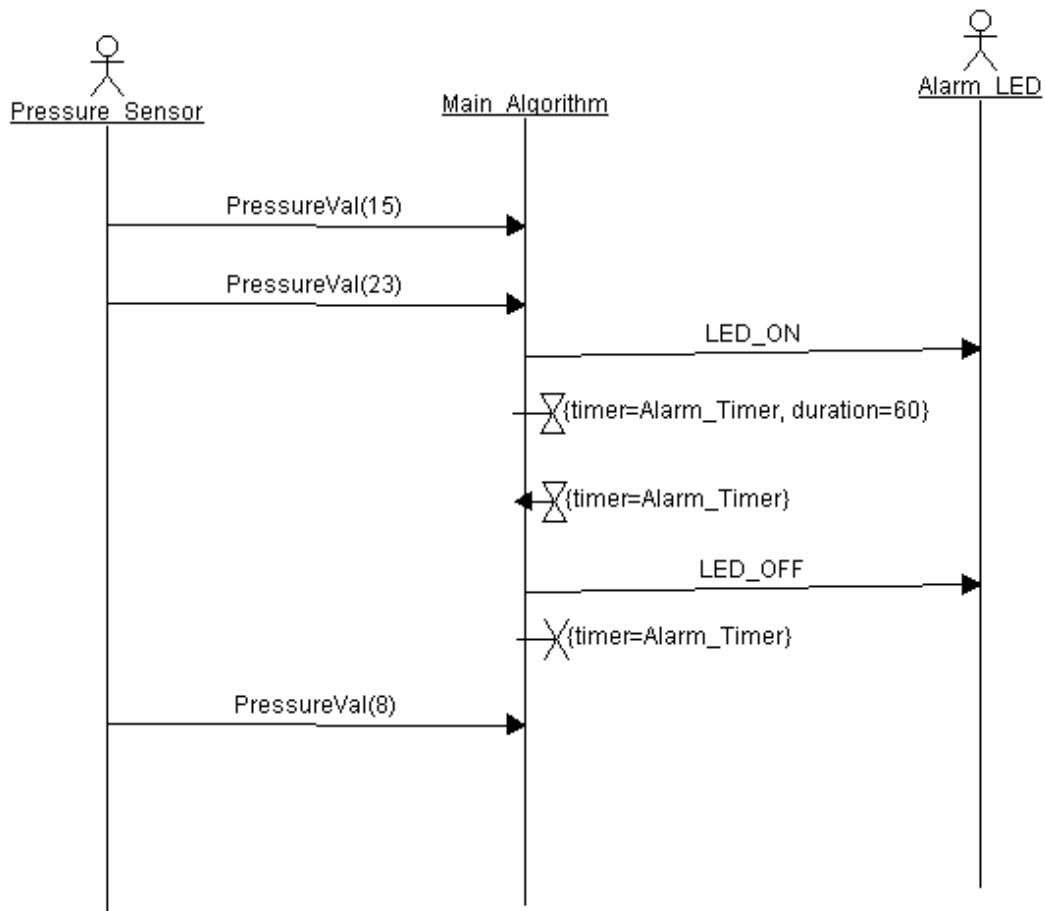 Pressure_Sensor
Main_Algorithm
Alarm_LED
PressureVal(15)
PressureVal(23)
LED_ON
{timer=Alarm_Timer, duration=60}
{timer=Alarm_Timer}
LED_OFF
{timer=Alarm_Timer}
PressureVal(8)